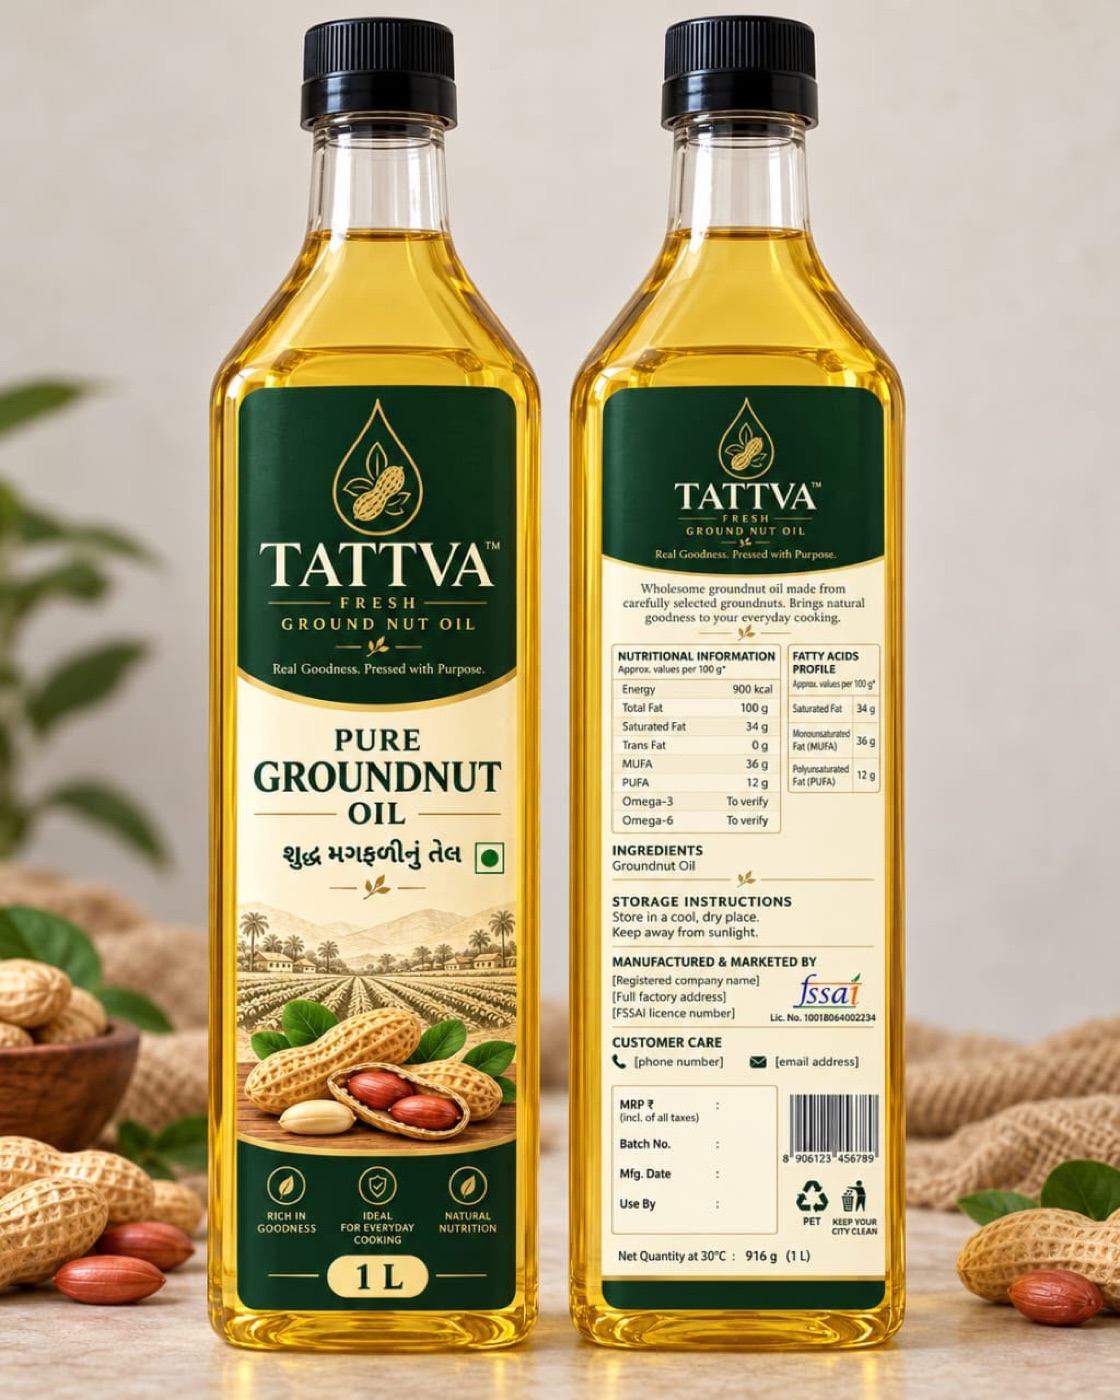 TATTVA™
FRESH
GROUND NUT OIL
Real Goodness. Pressed with Purpose.
PURE
GROUNDNUT
OIL
શુદ્ધ મગફળીનું તેલ
RICH IN
GOODNESS
IDEAL
FOR EVERYDAY
COOKING
NATURAL
NUTRITION
1 L
TATTVA™
FRESH
GROUND NUT OIL
Real Goodness. Pressed with Purpose.
Wholesome groundnut oil made from
carefully selected groundnuts. Brings natural
goodness to your everyday cooking.
NUTRITIONAL INFORMATION
Approx. values per 100 g*
Energy 900 kcal
Total Fat 100 g
Saturated Fat 34 g
Trans Fat 0 g
MUFA 36 g
PUFA 12 g
Omega-3 To verify
Omega-6 To verify
FATTY ACIDS
PROFILE
Approx. values per 100 g*
Saturated Fat 34 g
Monounsaturated
Fat (MUFA) 36 g
Polyunsaturated
Fat (PUFA) 12 g
INGREDIENTS
Groundnut Oil
STORAGE INSTRUCTIONS
Store in a cool, dry place.
Keep away from sunlight.
MANUFACTURED & MARKETED BY
[Registered company name]
[Full factory address]
[FSSAI licence number]
fssai
Lic. No. 10018064002234
CUSTOMER CARE
[phone number] [email address]
MRP ₹ :
(incl. of all taxes)
Batch No. :
Mfg. Date :
Use By :
8 906123 456789
PET
KEEP YOUR
CITY CLEAN
Net Quantity at 30°C : 916 g (1 L)